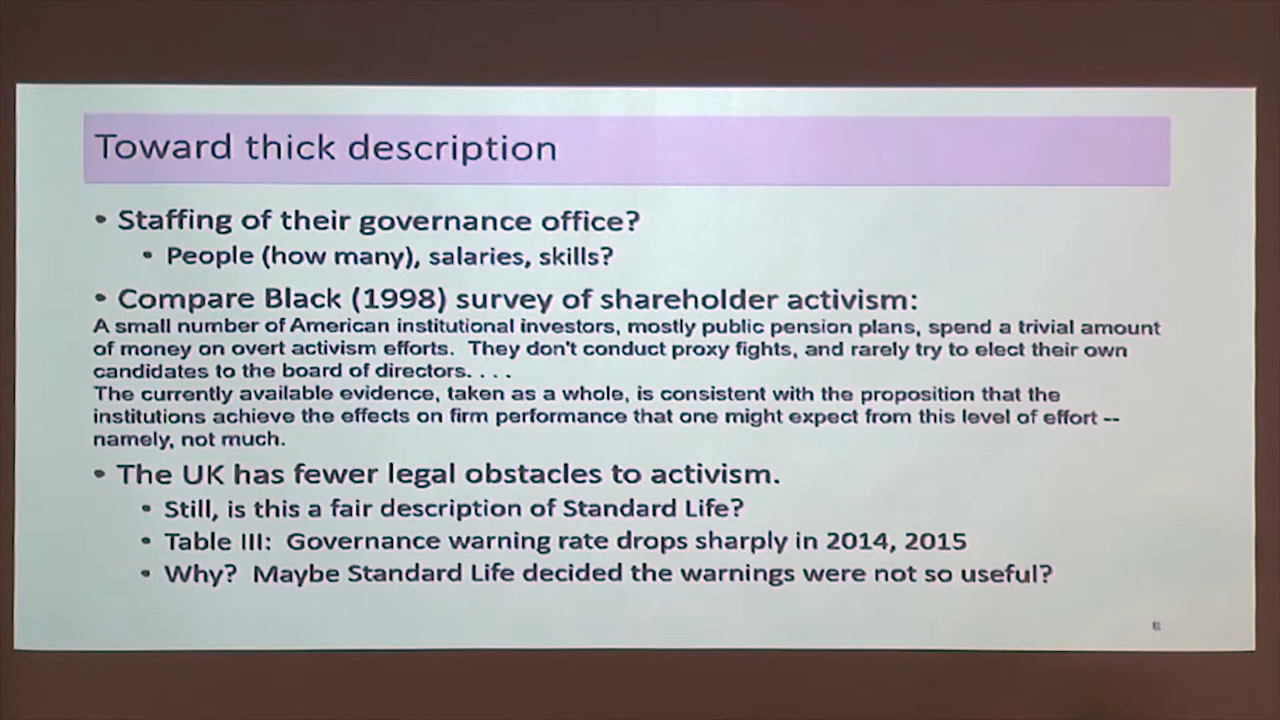 Toward thick description
• Staffing of their governance office?
• People (how many), salaries, skills?
• Compare Black (1998) survey of shareholder activism:
A small number of American institutional investors, mostly public pension plans, spend a trivial amount
of money on overt activism efforts.  They don't conduct proxy fights, and rarely try to elect their own
candidates to the board of directors. . . .
The currently available evidence, taken as a whole, is consistent with the proposition that the
institutions achieve the effects on firm performance that one might expect from this level of effort --
namely, not much.
• The UK has fewer legal obstacles to activism.
• Still, is this a fair description of Standard Life?
• Table III:  Governance warning rate drops sharply in 2014, 2015
• Why?  Maybe Standard Life decided the warnings were not so useful?